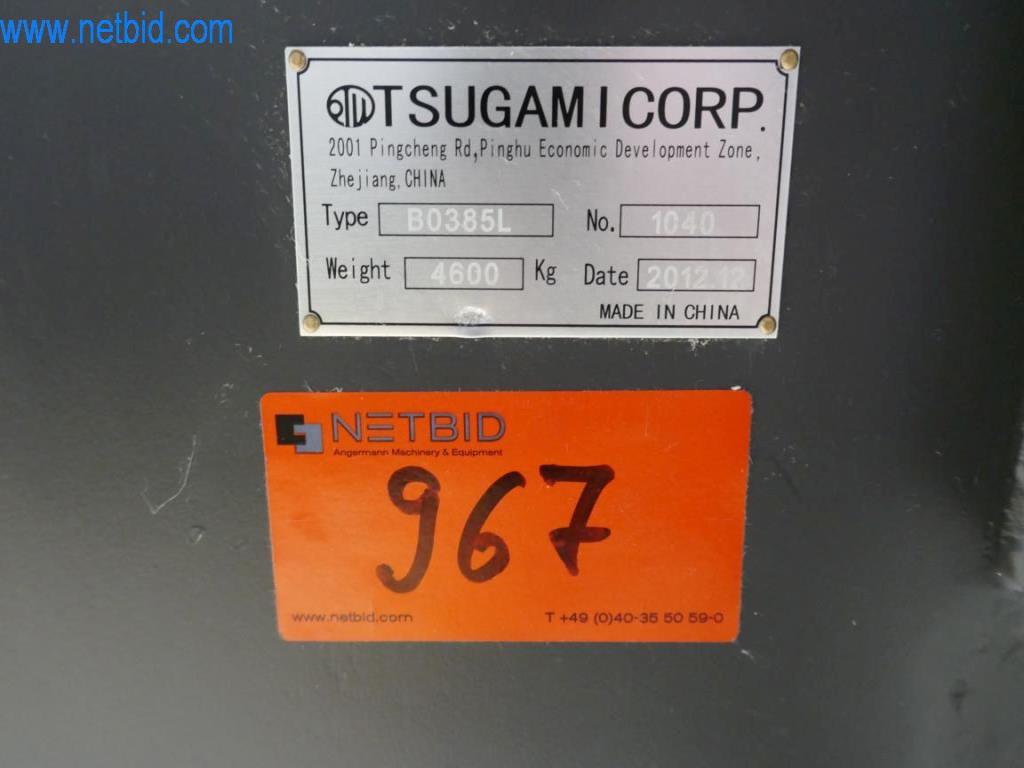 www.netbid.com
TSUGAMI CORP.
2001 Pingcheng Rd,Pinghu Economic Development Zone,
Zhejiang, CHINA
Type B0385L No. 1040
Weight 4600 Kg Date 2012.12
MADE IN CHINA
NETBID
Angermann Machinery & Equipment
967
www.netbid.com T +49 (0)40-35 50 59-0